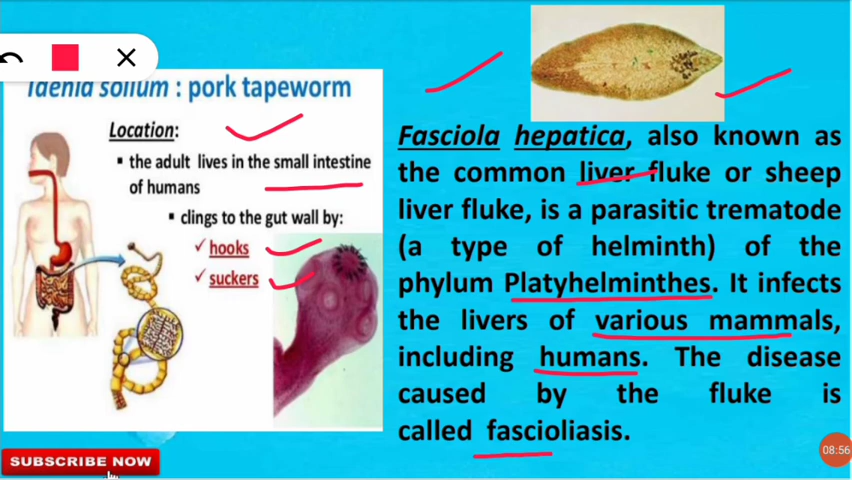 Taenia solium : pork tapeworm
Location:
▪ the adult lives in the small intestine
of humans
▪ clings to the gut wall by:
✓ hooks
✓ suckers
Fasciola hepatica, also known as
the common liver fluke or sheep
liver fluke, is a parasitic trematode
(a type of helminth) of the
phylum Platyhelminthes. It infects
the livers of various mammals,
including humans. The disease
caused by the fluke is
called fascioliasis.
SUBSCRIBE NOW
08:56